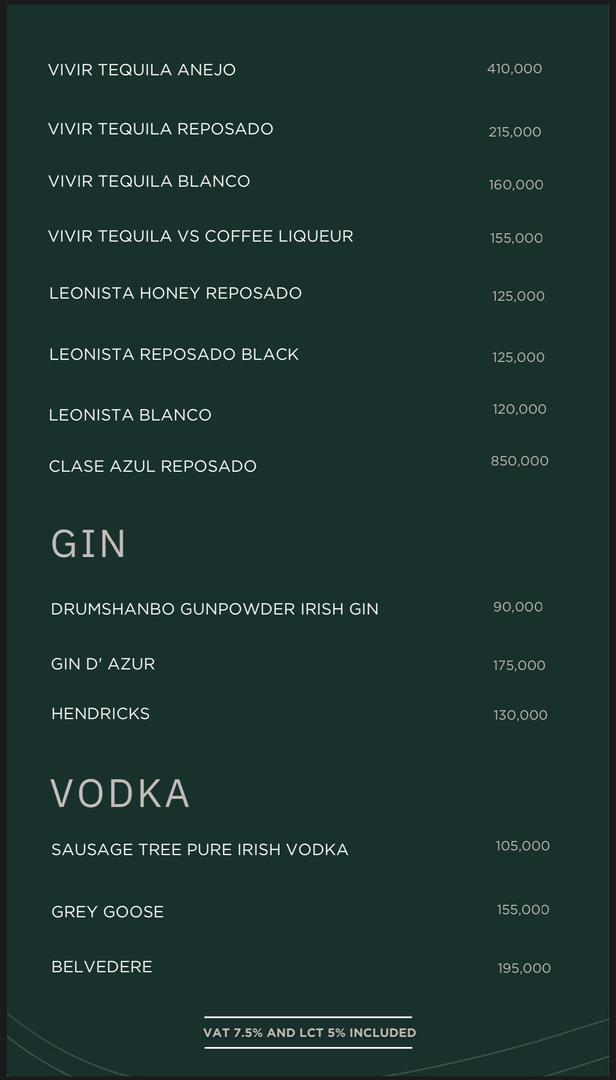 VIVIR TEQUILA ANEJO 410,000
VIVIR TEQUILA REPOSADO 215,000
VIVIR TEQUILA BLANCO 160,000
VIVIR TEQUILA VS COFFEE LIQUEUR 155,000
LEONISTA HONEY REPOSADO 125,000
LEONISTA REPOSADO BLACK 125,000
LEONISTA BLANCO 120,000
CLASE AZUL REPOSADO 850,000
GIN
DRUMSHANBO GUNPOWDER IRISH GIN 90,000
GIN D' AZUR 175,000
HENDRICKS 130,000
VODKA
SAUSAGE TREE PURE IRISH VODKA 105,000
GREY GOOSE 155,000
BELVEDERE 195,000
VAT 7.5% AND LCT 5% INCLUDED